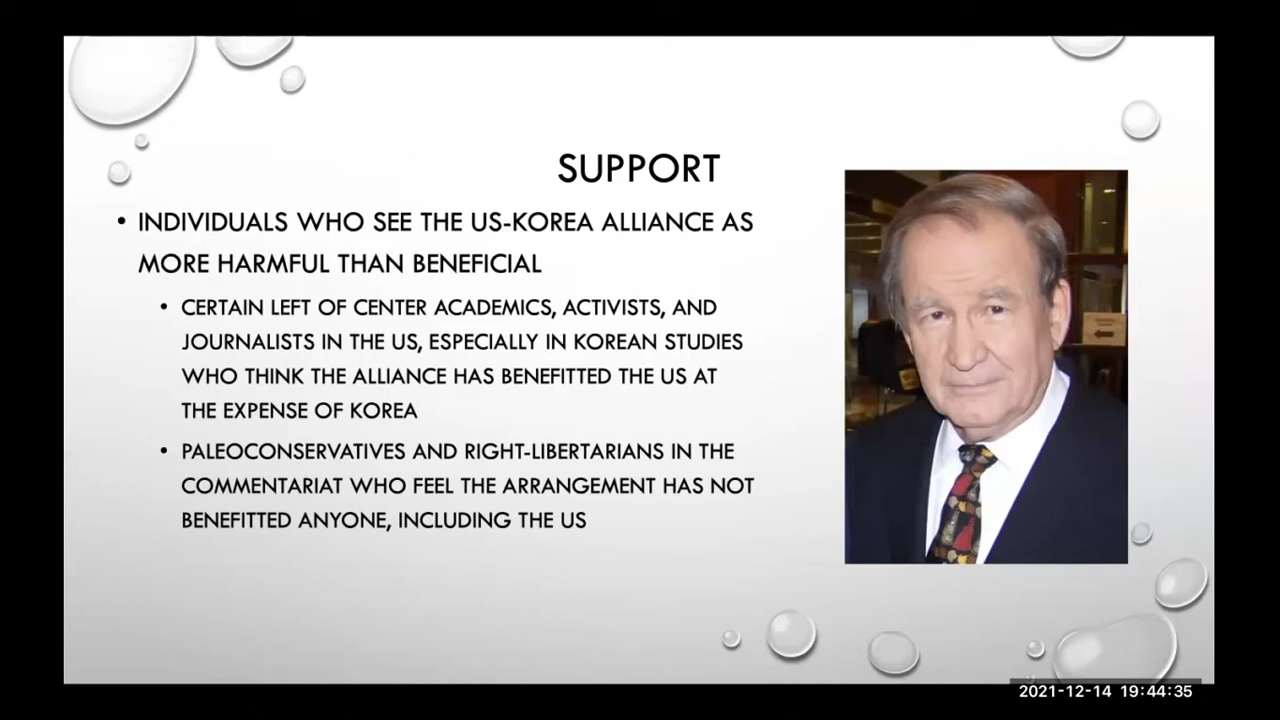 SUPPORT
• INDIVIDUALS WHO SEE THE US-KOREA ALLIANCE AS
MORE HARMFUL THAN BENEFICIAL
• CERTAIN LEFT OF CENTER ACADEMICS, ACTIVISTS, AND
JOURNALISTS IN THE US, ESPECIALLY IN KOREAN STUDIES
WHO THINK THE ALLIANCE HAS BENEFITTED THE US AT
THE EXPENSE OF KOREA
• PALEOCONSERVATIVES AND RIGHT-LIBERTARIANS IN THE
COMMENTARIAT WHO FEEL THE ARRANGEMENT HAS NOT
BENEFITTED ANYONE, INCLUDING THE US
2021-12-14 19:44:35